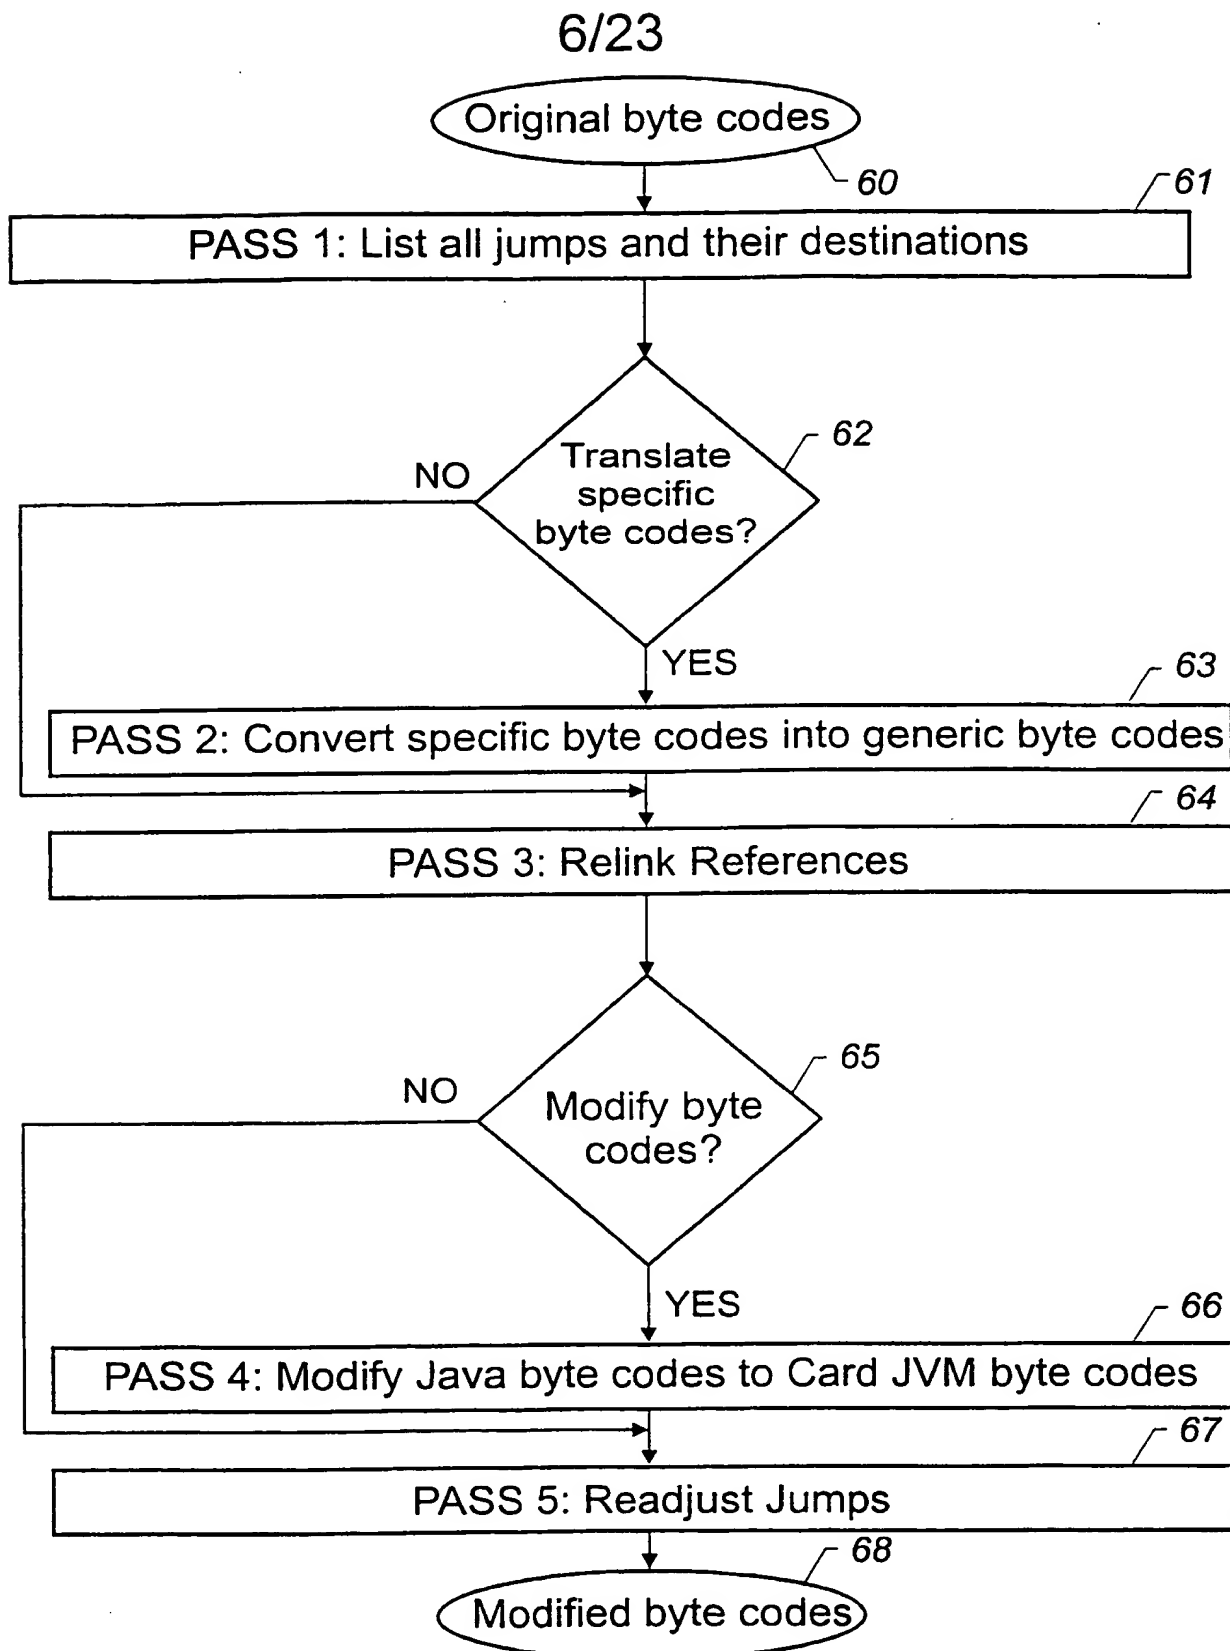 6/23
Original byte codes
60
61
PASS 1: List all jumps and their destinations
62
Translate
specific
byte codes?
NO
YES
63
PASS 2: Convert specific byte codes into generic byte codes
64
PASS 3: Relink References
65
Modify byte
codes?
NO
YES
66
PASS 4: Modify Java byte codes to Card JVM byte codes
67
PASS 5: Readjust Jumps
68
Modified byte codes